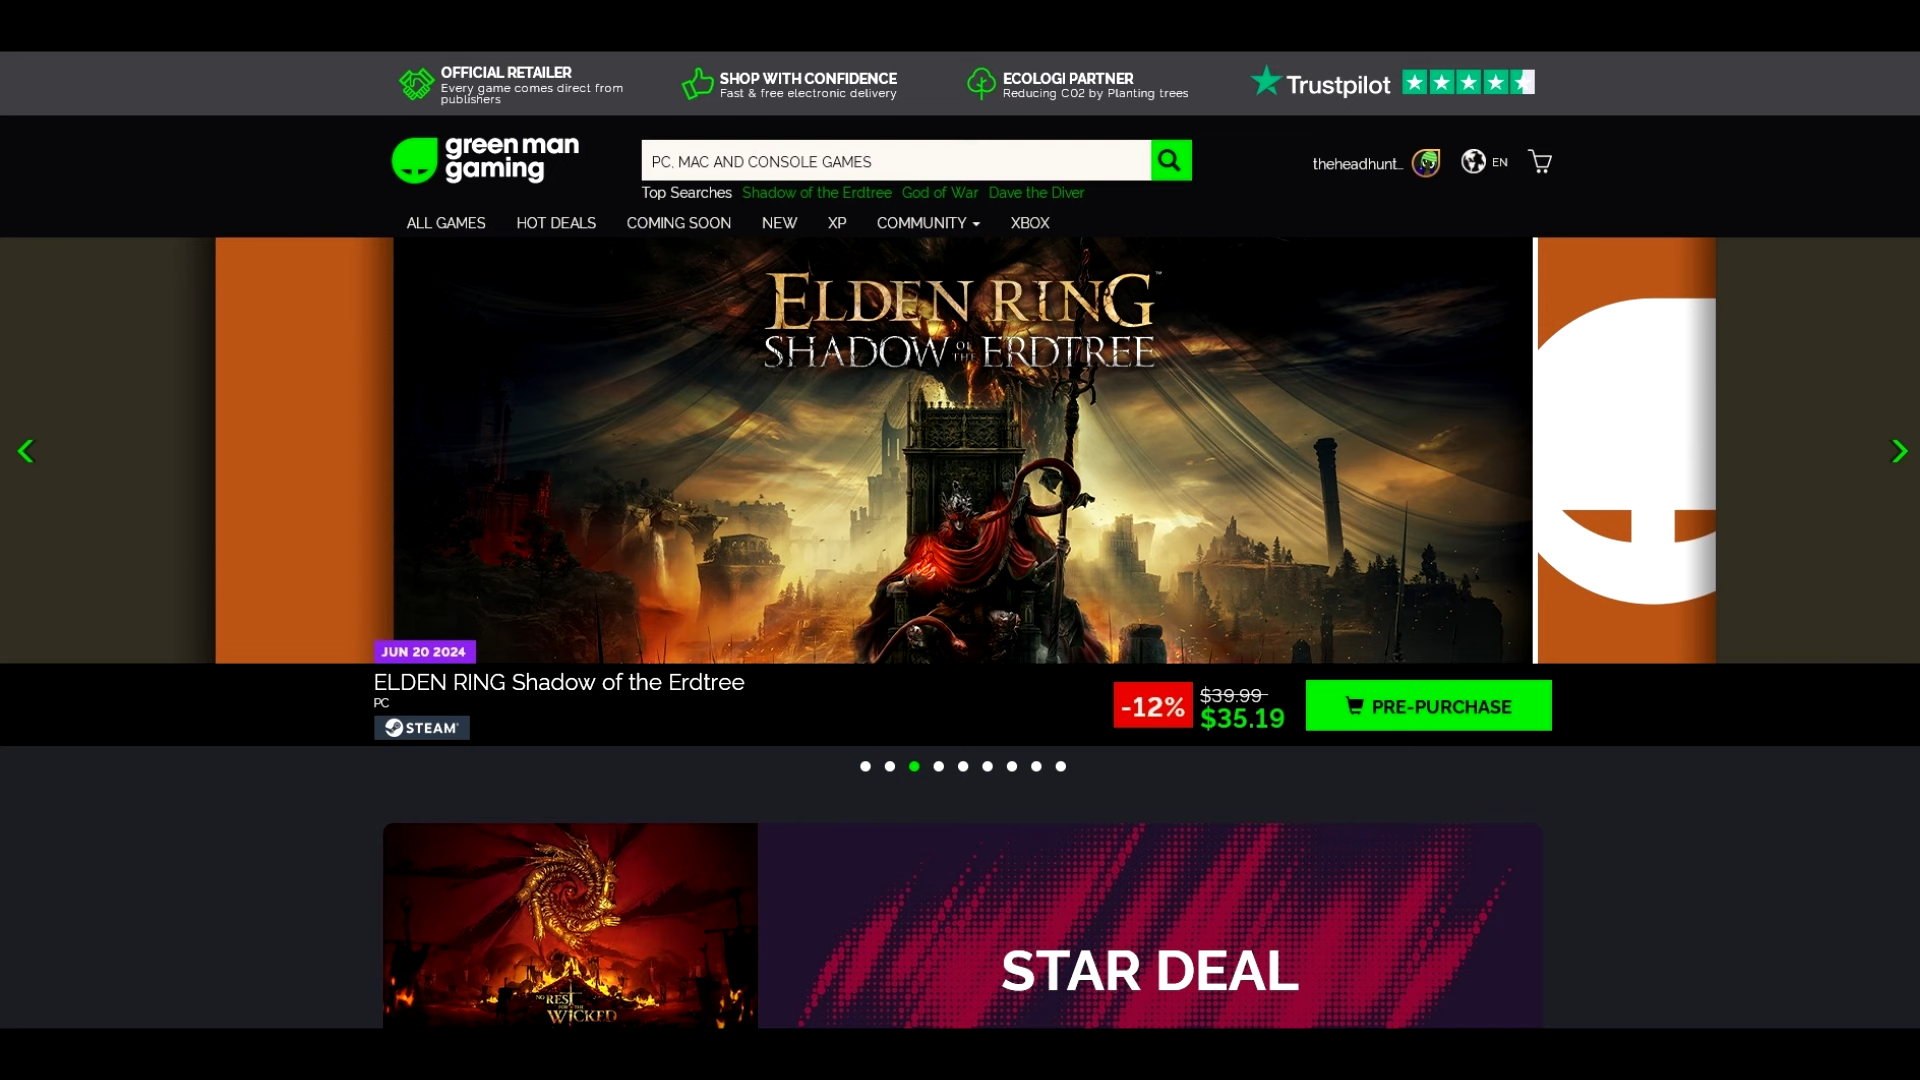 OFFICIAL RETAILER
Every game comes direct from
publishers
SHOP WITH CONFIDENCE
Fast & free electronic delivery
ECOLOGI PARTNER
Reducing CO2 by Planting trees
Trustpilot
green man
gaming
PC, MAC AND CONSOLE GAMES
theheadhunt...
EN
Top Searches Shadow of the Erdtree God of War Dave the Diver
ALL GAMES HOT DEALS COMING SOON NEW XP COMMUNITY XBOX
ELDEN RING™
SHADOW OF THE ERDTREE
JUN 20 2024
ELDEN RING Shadow of the Erdtree
PC
STEAM
-12%
$39.99
$35.19
PRE-PURCHASE
NO REST
FOR THE
WICKED
STAR DEAL